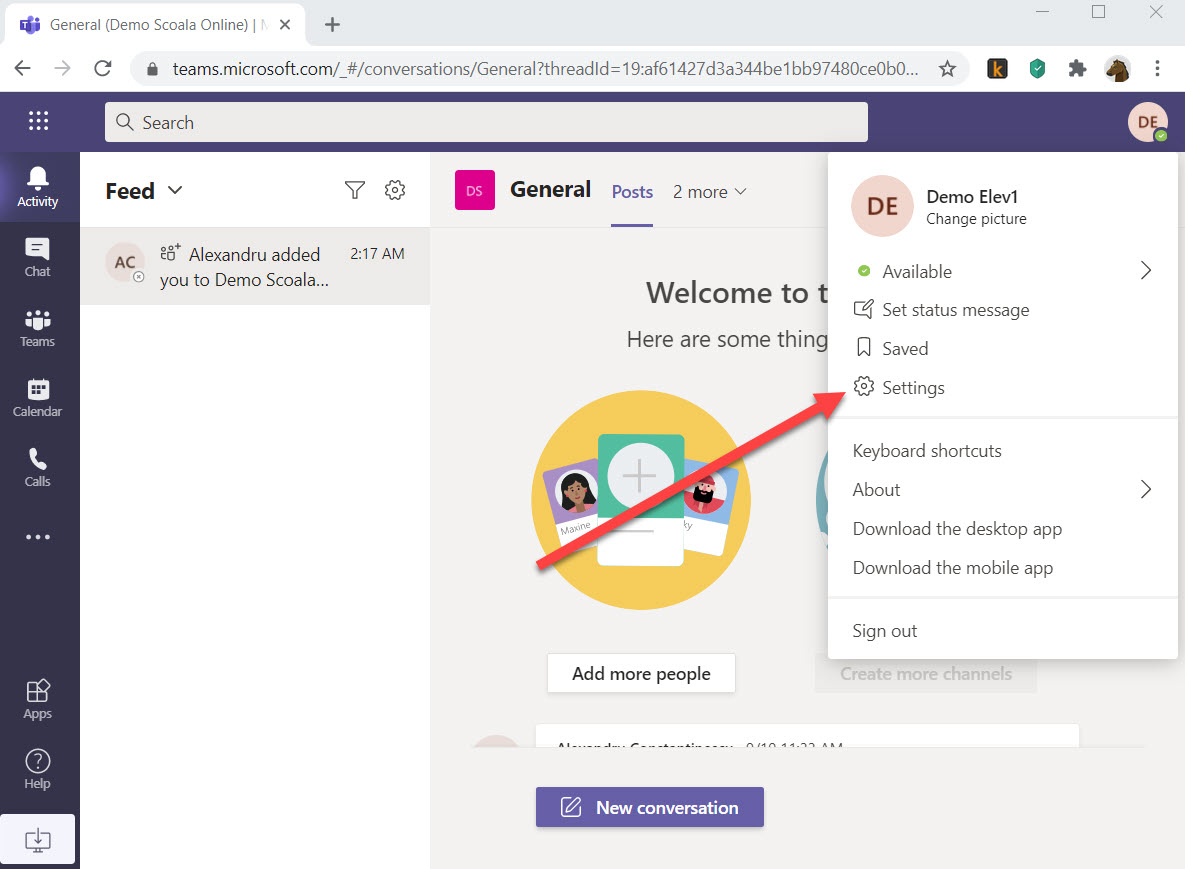 General (Demo Scoala Online) | M
teams.microsoft.com/_#/conversations/General?threadId=19:af61427d3a344be1bb97480ce0b0...
k
Search
DE
Activity
Chat
Teams
Calendar
Calls
Apps
Help
Feed
AC
Alexandru added
2:17 AM
you to Demo Scoala...
DS
General
Posts
2 more
Welcome to t
Here are some thing
Maxine
ky
Add more people
Create more channels
Alexandru Constantinescu 9/19 11:22 AM
New conversation
DE
Demo Elev1
Change picture
Available
Set status message
Saved
Settings
Keyboard shortcuts
About
Download the desktop app
Download the mobile app
Sign out